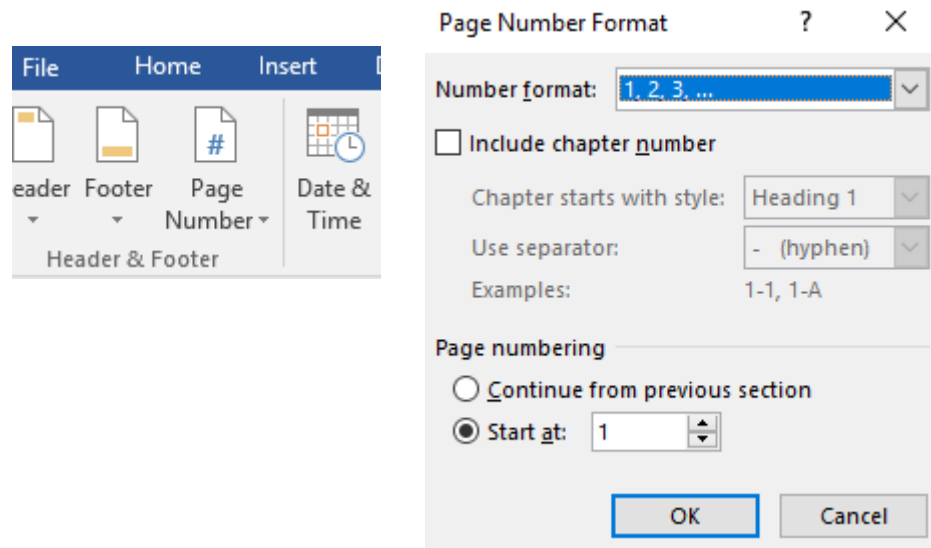 File Home Insert
eader Footer Page Number
#
Date & Time
Header & Footer
Page Number Format ? X
Number format: 1, 2, 3, ...
Include chapter number
Chapter starts with style: Heading 1
Use separator: - (hyphen)
Examples: 1-1, 1-A
Page numbering
Continue from previous section
Start at: 1
OK Cancel